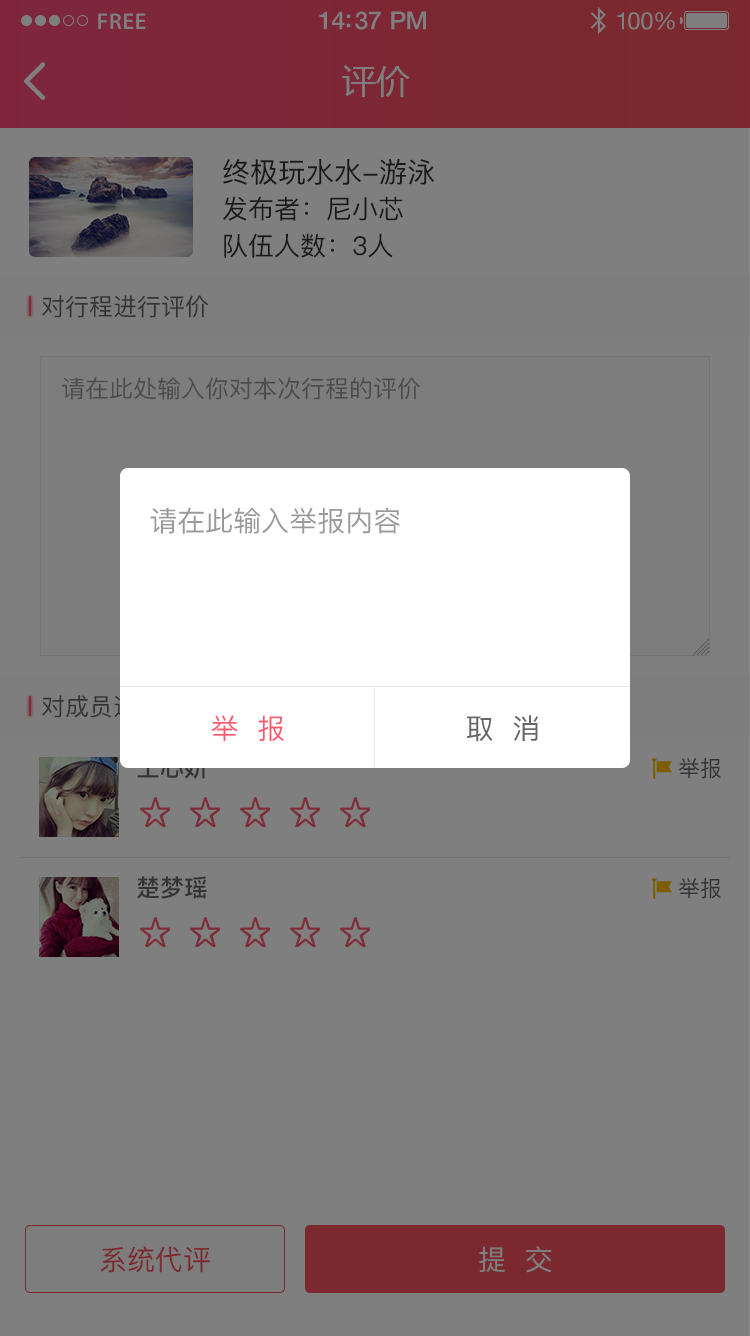 FREE 14:37 PM 100%
评价
终极玩水水-游泳
发布者：尼小芯
队伍人数：3人
对行程进行评价
请在此处输入你对本次行程的评价
请在此输入举报内容
举 报 取 消
对成员
举报
楚梦瑶 举报
系统代评 提 交